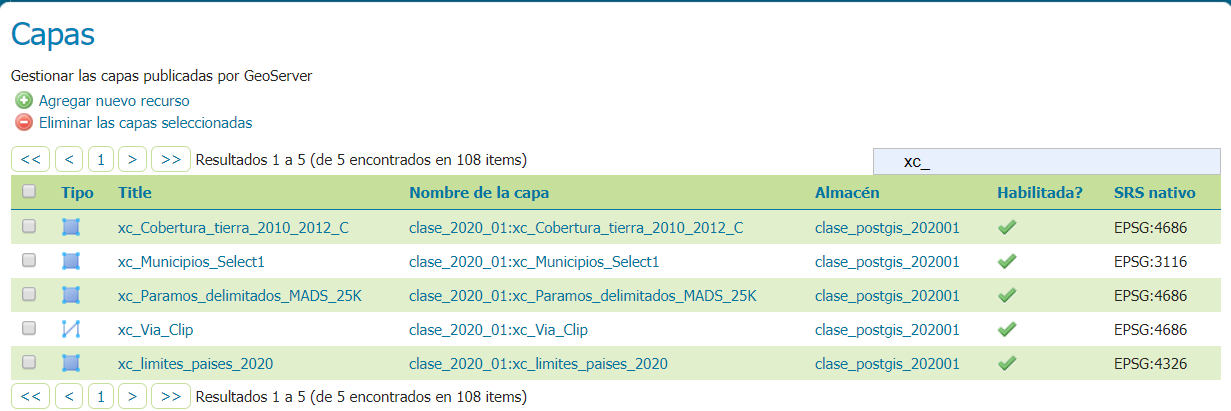 Capas
Gestionar las capas publicadas por GeoServer
Agregar nuevo recurso
Eliminar las capas seleccionadas
<< < 1 > >> Resultados 1 a 5 (de 5 encontrados en 108 items) xc_
Tipo Title Nombre de la capa Almacén Habilitada? SRS nativo
xc_Cobertura_tierra_2010_2012_C clase_2020_01:xc_Cobertura_tierra_2010_2012_C clase_postgis_202001 EPSG:4686
xc_Municipios_Select1 clase_2020_01:xc_Municipios_Select1 clase_postgis_202001 EPSG:3116
xc_Paramos_delimitados_MADS_25K clase_2020_01:xc_Paramos_delimitados_MADS_25K clase_postgis_202001 EPSG:4686
xc_Via_Clip clase_2020_01:xc_Via_Clip clase_postgis_202001 EPSG:4686
xc_limites_paises_2020 clase_2020_01:xc_limites_paises_2020 clase_postgis_202001 EPSG:4326
<< < 1 > >> Resultados 1 a 5 (de 5 encontrados en 108 items)